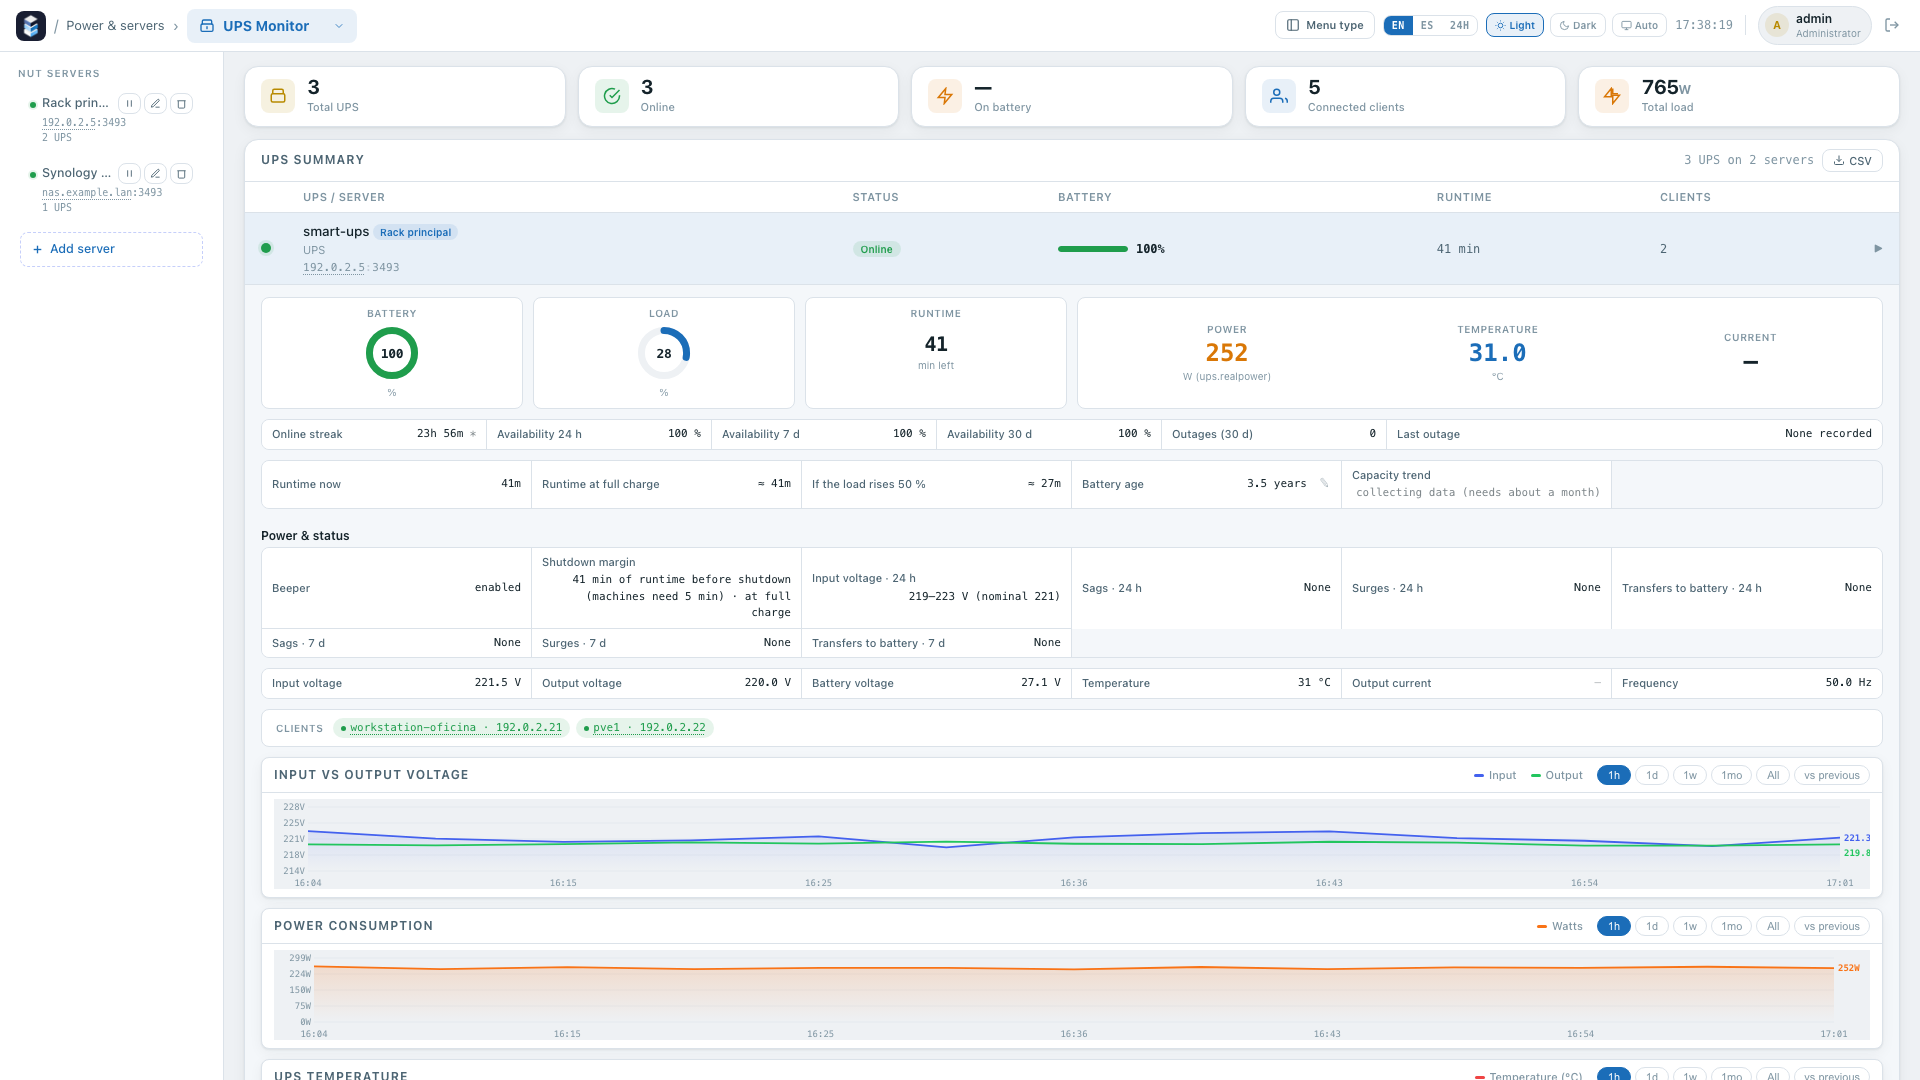 / Power & servers › UPS Monitor
Menu type EN ES 24H Light Dark Auto 17:38:19 A admin
Administrator
NUT SERVERS
Rack prin...
192.0.2.5:3493
2 UPS
Synology ...
nas.example.lan:3493
1 UPS
+ Add server
3
Total UPS
3
Online
—
On battery
5
Connected clients
765W
Total load
UPS SUMMARY 3 UPS on 2 servers CSV
UPS / SERVER STATUS BATTERY RUNTIME CLIENTS
smart-ups Rack principal
UPS
192.0.2.5:3493
Online 100% 41 min 2
BATTERY
100
%
LOAD
28
%
RUNTIME
41
min left
POWER
252
W (ups.realpower)
TEMPERATURE
31.0
°C
CURRENT
—
Online streak 23h 56m * Availability 24 h 100 % Availability 7 d 100 % Availability 30 d 100 % Outages (30 d) 0 Last outage None recorded
Runtime now 41m Runtime at full charge ≈ 41m If the load rises 50 % ≈ 27m Battery age 3.5 years ✎ Capacity trend
collecting data (needs about a month)
Power & status
Beeper enabled
Shutdown margin
41 min of runtime before shutdown
(machines need 5 min) · at full
charge
Input voltage · 24 h
219–223 V (nominal 221)
Sags · 24 h None Surges · 24 h None Transfers to battery · 24 h None
Sags · 7 d None Surges · 7 d None Transfers to battery · 7 d None
Input voltage 221.5 V Output voltage 220.0 V Battery voltage 27.1 V Temperature 31 °C Output current — Frequency 50.0 Hz
CLIENTS workstation-oficina · 192.0.2.21 pve1 · 192.0.2.22
INPUT VS OUTPUT VOLTAGE Input Output 1h 1d 1w 1mo All vs previous
228V
225V
221V
218V
214V
221.3
219.8
16:04 16:15 16:25 16:36 16:43 16:54 17:01
POWER CONSUMPTION Watts 1h 1d 1w 1mo All vs previous
299W
224W
150W
75W
0W
252W
16:04 16:15 16:25 16:36 16:43 16:54 17:01
UPS TEMPERATURE Temperature (°C) 1h 1d 1w 1mo All vs previous